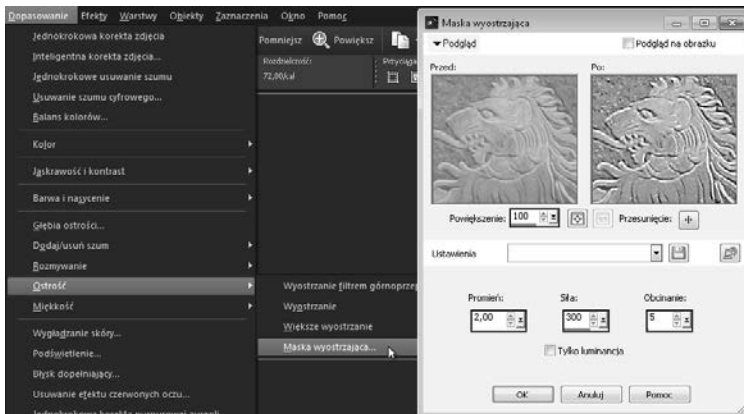 Dopasowanie Efekty Warstwy Obiekty Zaznaczenia Okno Pomoc
Jednokrokowa korekta zdjęcia
Inteligentna korekta zdjęcia...
Jednokrokowe usuwanie szumu
Usuwanie szumu cyfrowego...
Balans kolorów...
Kolor
Jaskrawość i kontrast
Barwa i nasycenie
Głębia ostrości...
Dodaj/usuń szum
Rozmywanie
Ostrość
Miękkość
Wygładzanie skóry...
Podświetlenie...
Błysk dopełniający...
Usuwanie efektu czerwonych oczu...
Pomniejsz Powiększ
Rozdzielczość:
72,00/cal
Wyostrzanie filtrem górnoprzep
Wyostrzanie
Większe wyostrzanie
Maska wyostrzająca...
Maska wyostrzająca
Podgląd Podgląd na obrazku
Przed: Po:
Powiększenie: 100 Przesunięcie:
Ustawienia
Promień: Siła: Obcinanie:
2,00 300 5
Tylko luminancja
OK Anuluj Pomoc